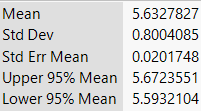 Mean 5.6327827
Std Dev 0.8004085
Std Err Mean 0.0201748
Upper 95% Mean 5.6723551
Lower 95% Mean 5.5932104